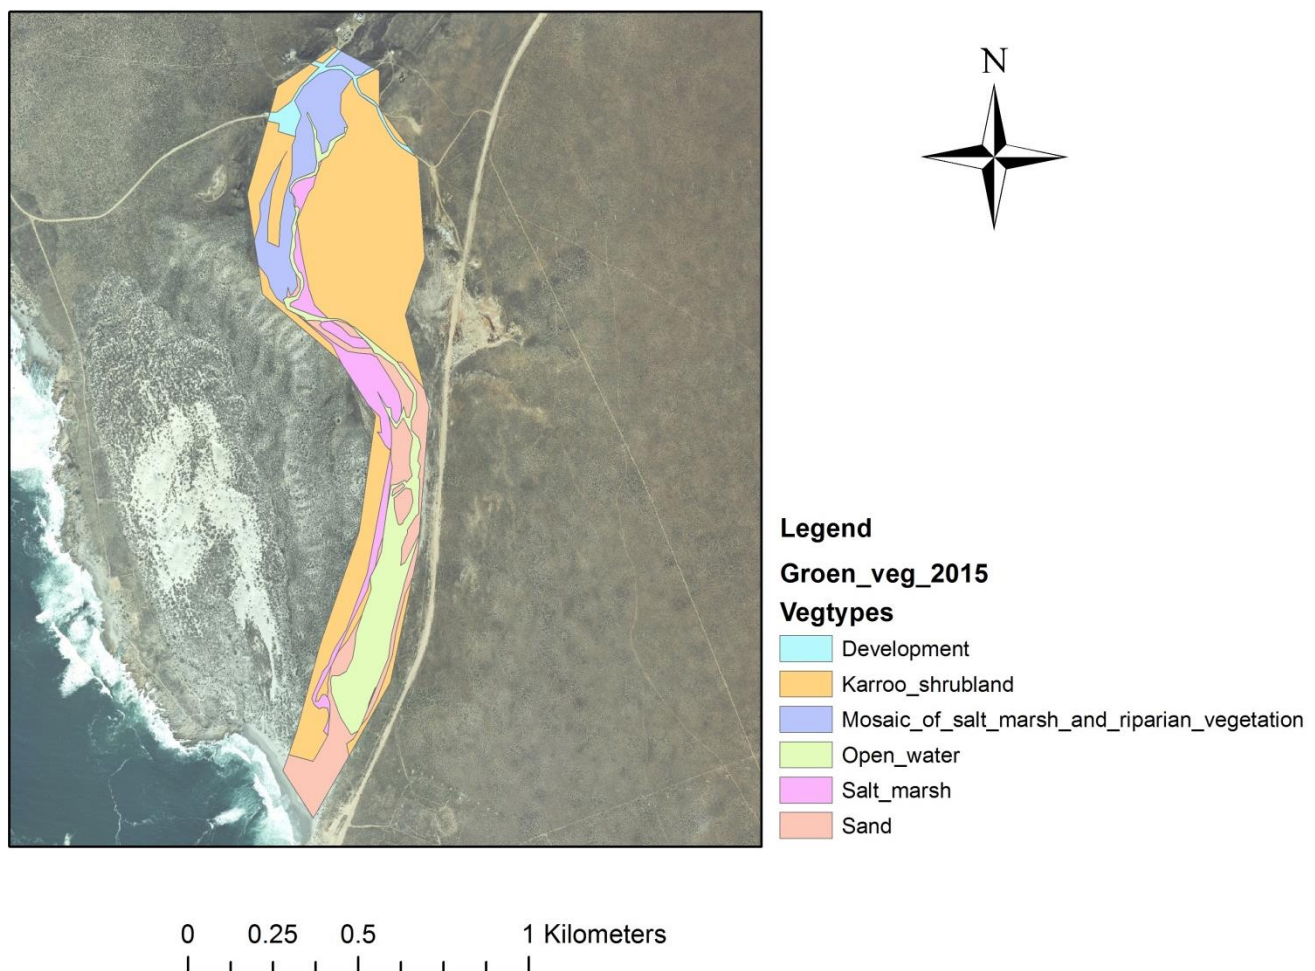 N
Legend
Groen_veg_2015
Vegtypes
Development
Karroo_shrubland
Mosaic_of_salt_marsh_and_riparian_vegetation
Open_water
Salt_marsh
Sand
0 0.25 0.5 1 Kilometers